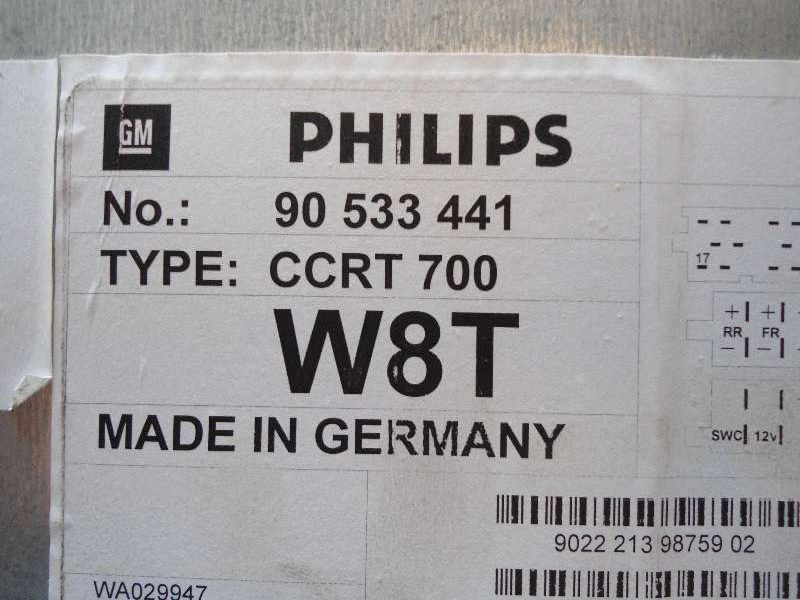 GM PHILIPS
No.: 90 533 441
TYPE: CCRT 700
W8T
MADE IN GERMANY
17
+ +
RR FR
- -
SWC 12v
9022 213 98759 02
WA029947